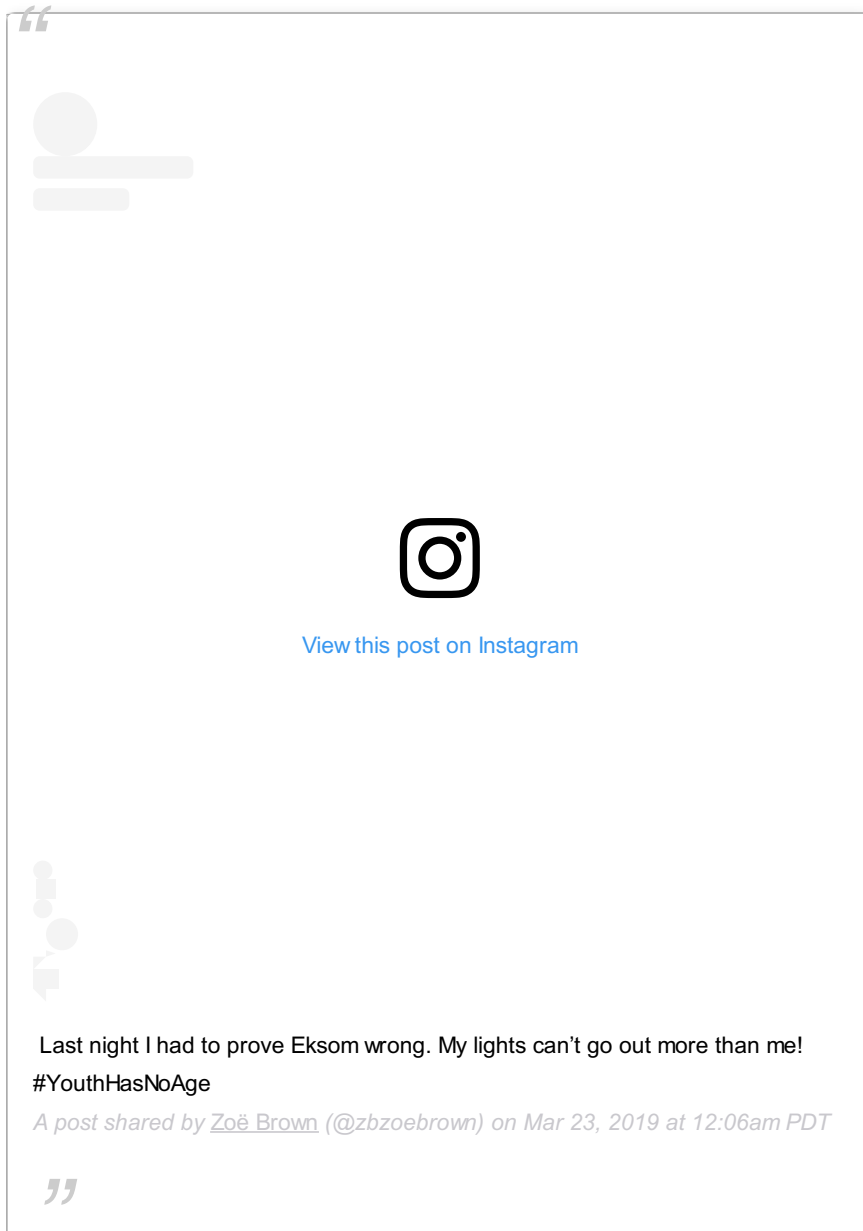 “
View this post on Instagram
Last night I had to prove Eksom wrong. My lights can’t go out more than me!
#YouthHasNoAge
A post shared by Zoë Brown (@zbzoebrown) on Mar 23, 2019 at 12:06am PDT
”